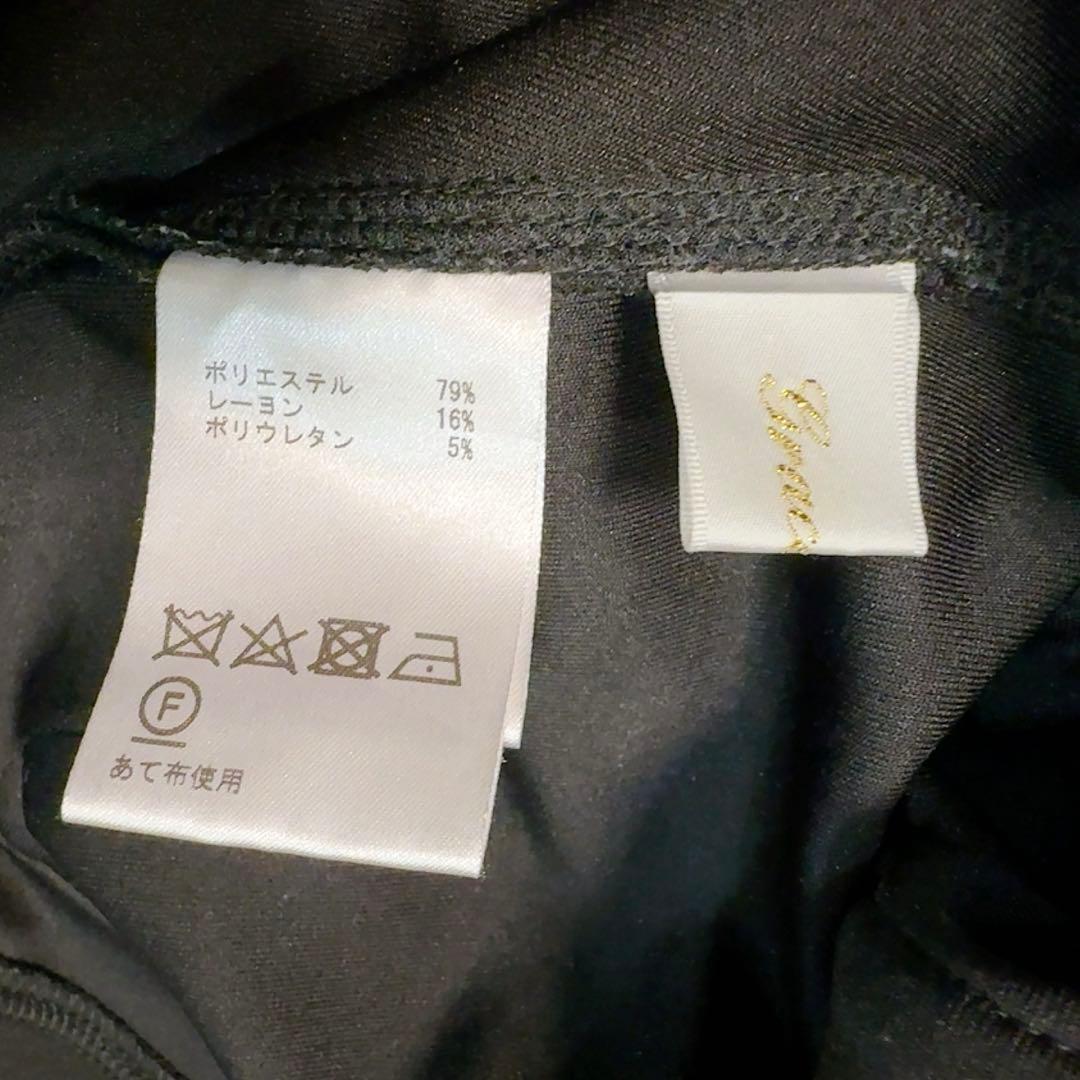 ポリエステル 79%
レーヨン 16%
ポリウレタン 5%
F
あて布使用